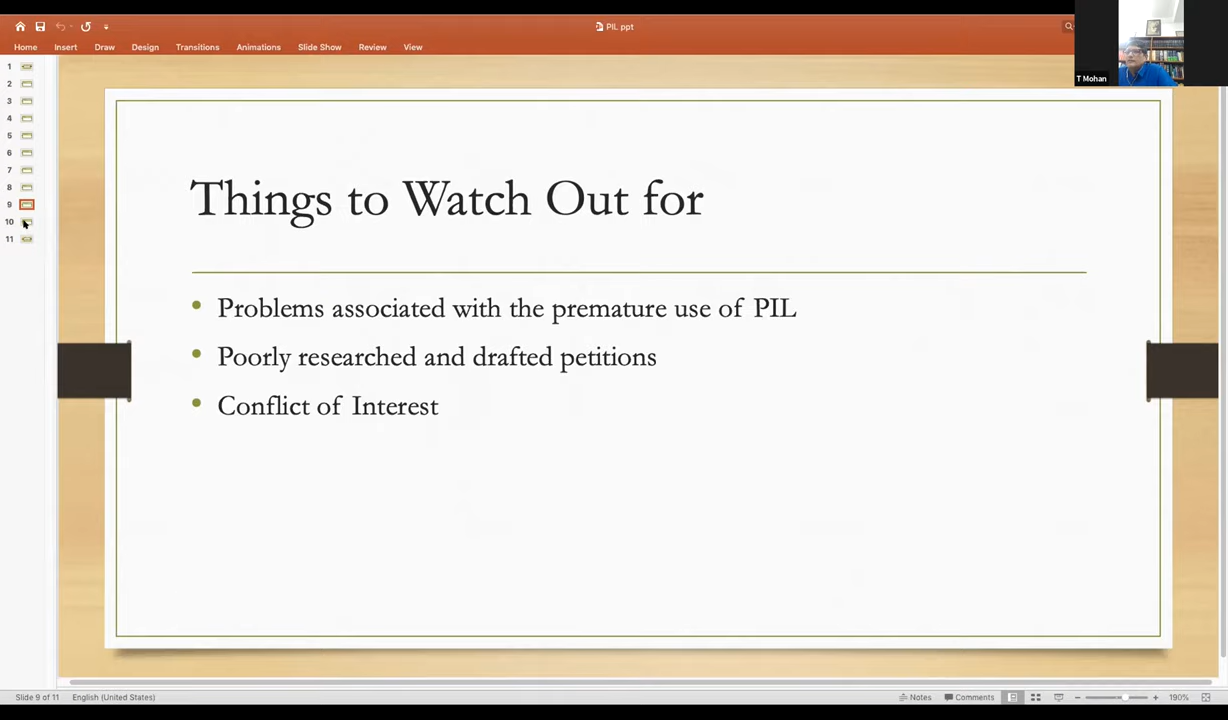 PIL ppt
Home Insert Draw Design Transitions Animations Slide Show Review View
T Mohan
1
2
3
4
5
6
7
8
9
10
11
Things to Watch Out for
• Problems associated with the premature use of PIL
• Poorly researched and drafted petitions
• Conflict of Interest
Slide 9 of 11 English (United States) Notes Comments 190%